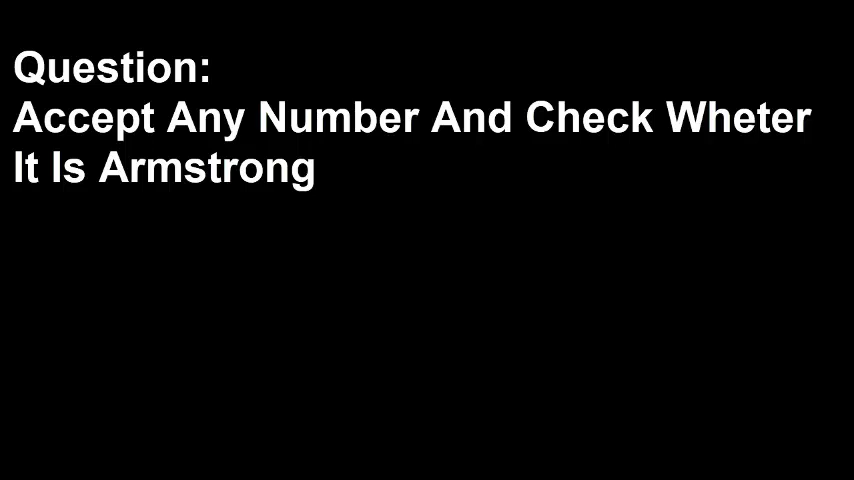 Question:
Accept Any Number And Check Wheter
It Is Armstrong